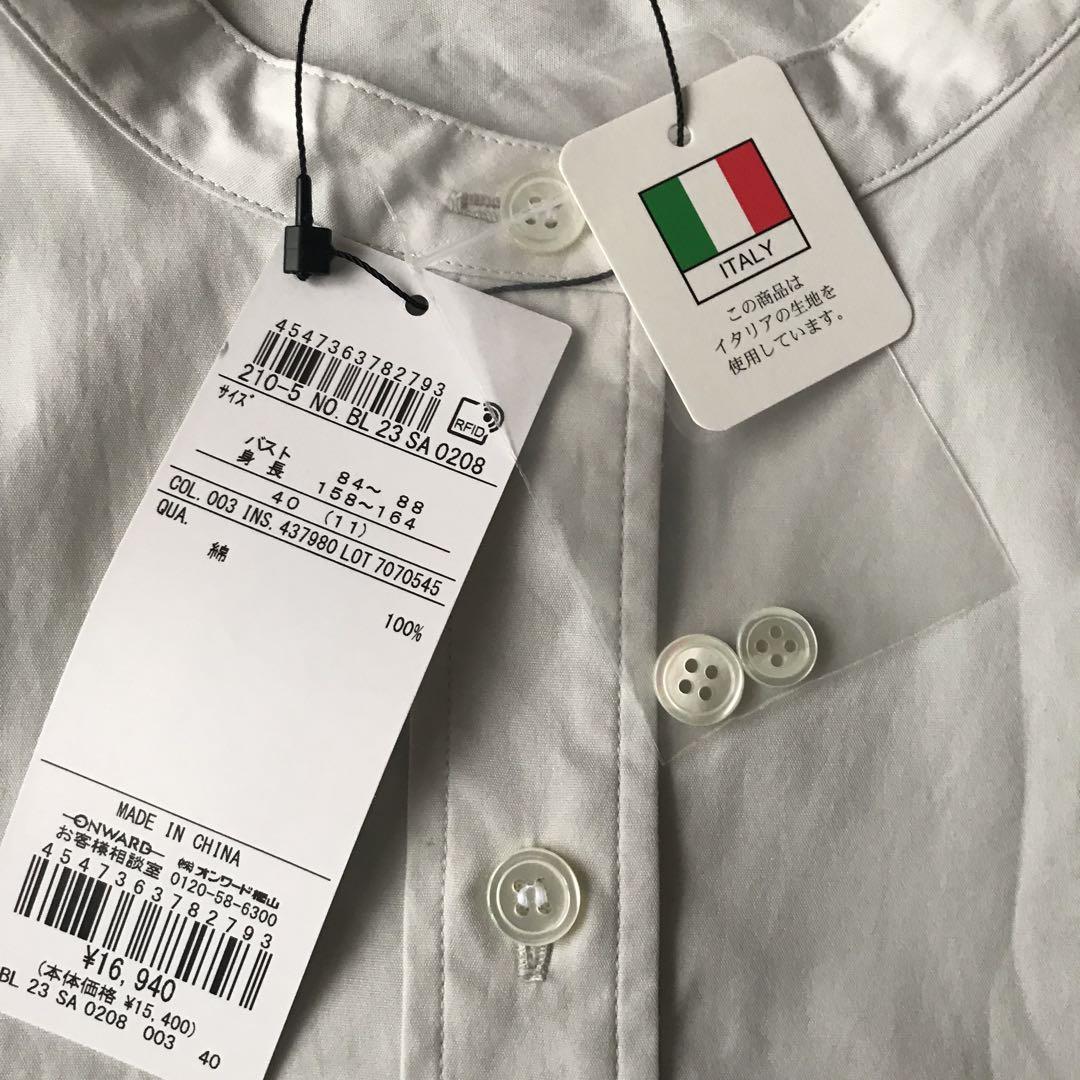 4547363782793
210-5 NO. BL 23 SA 0208
RFID
サイズ
バスト 84～ 88
身長 158～164
40 (11)
COL. 003 INS. 437980 LOT 7070545
QUA.
綿
100%
MADE IN CHINA
ONWARD ㈱オンワード樫山
お客様相談室 0120-58-6300
4547363782793
¥16,940
(本体価格 ¥15,400)
BL 23 SA 0208 003 40
ITALY
この商品は
イタリアの生地を
使用しています。